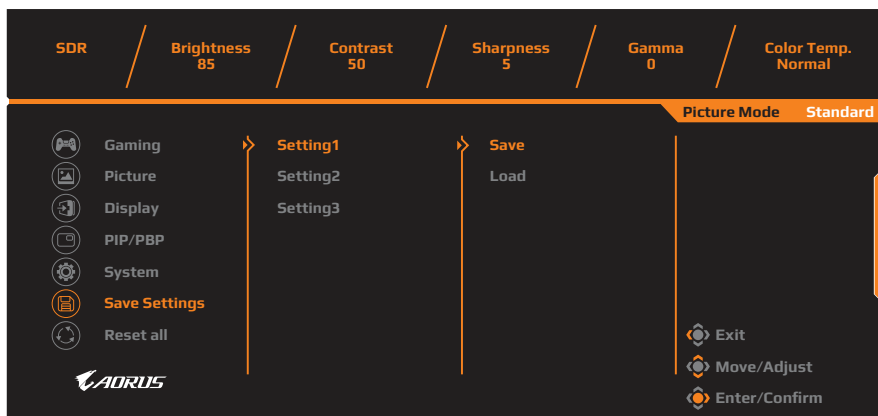 SDR
Brightness
85
Contrast
50
Sharpness
5
Gamma
0
Color Temp.
Normal
Picture Mode Standard
Gaming
Picture
Display
PIP/PBP
System
Save Settings
Reset all
Setting1
Setting2
Setting3
Save
Load
Exit
Move/Adjust
Enter/Confirm
AORUS